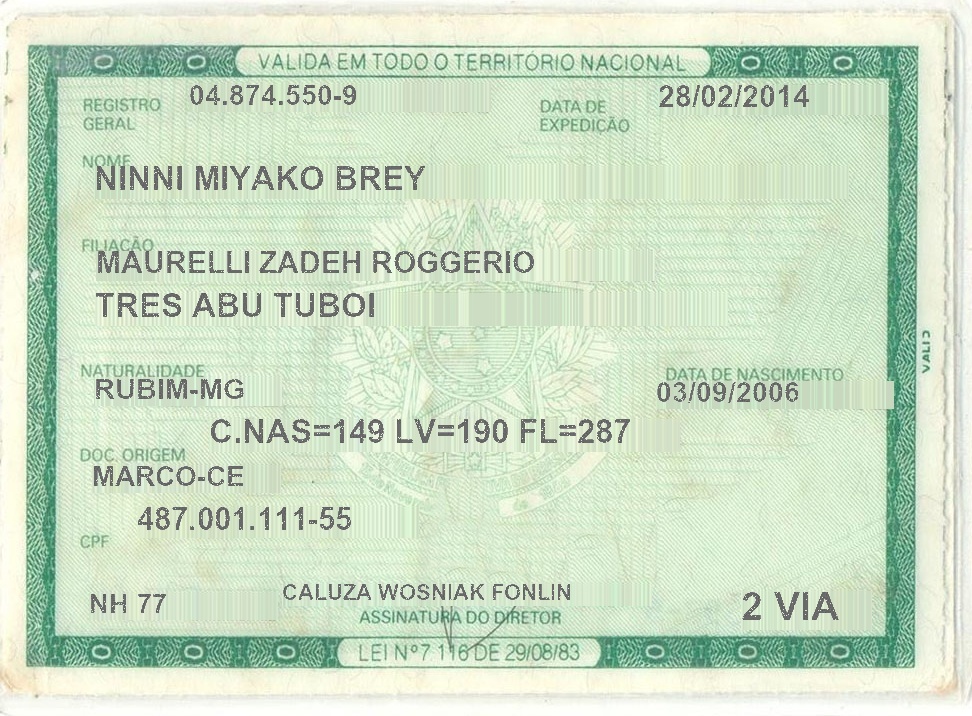 VALIDA EM TODO O TERRITÓRIO NACIONAL
REGISTRO GERAL 04.874.550-9 DATA DE EXPEDIÇÃO 28/02/2014
NOME
NINNI MIYAKO BREY
FILIAÇÃO
MAURELLI ZADEH ROGGERIO
TRES ABU TUBOI
NATURALIDADE DATA DE NASCIMENTO
RUBIM-MG 03/09/2006
C.NAS=149 LV=190 FL=287
DOC. ORIGEM
MARCO-CE
487.001.111-55
CPF
NH 77 CALUZA WOSNIAK FONLIN 2 VIA
ASSINATURA DO DIRETOR
LEI Nº 7.116 DE 29/08/83